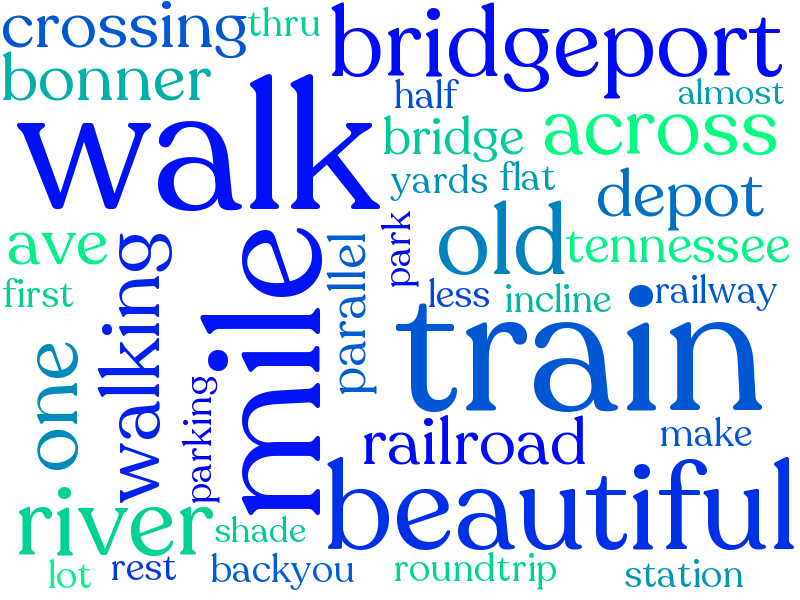 crossing
thru
bridgeport
bonner
half
almost
walk
bridge
across
yards
flat
depot
ave
walking
mile
parallel
park
old
tennessee
first
less
incline
railway
train
one
parking
railroad
make
beautiful
river
shade
lot
rest
backyou
roundtrip
station